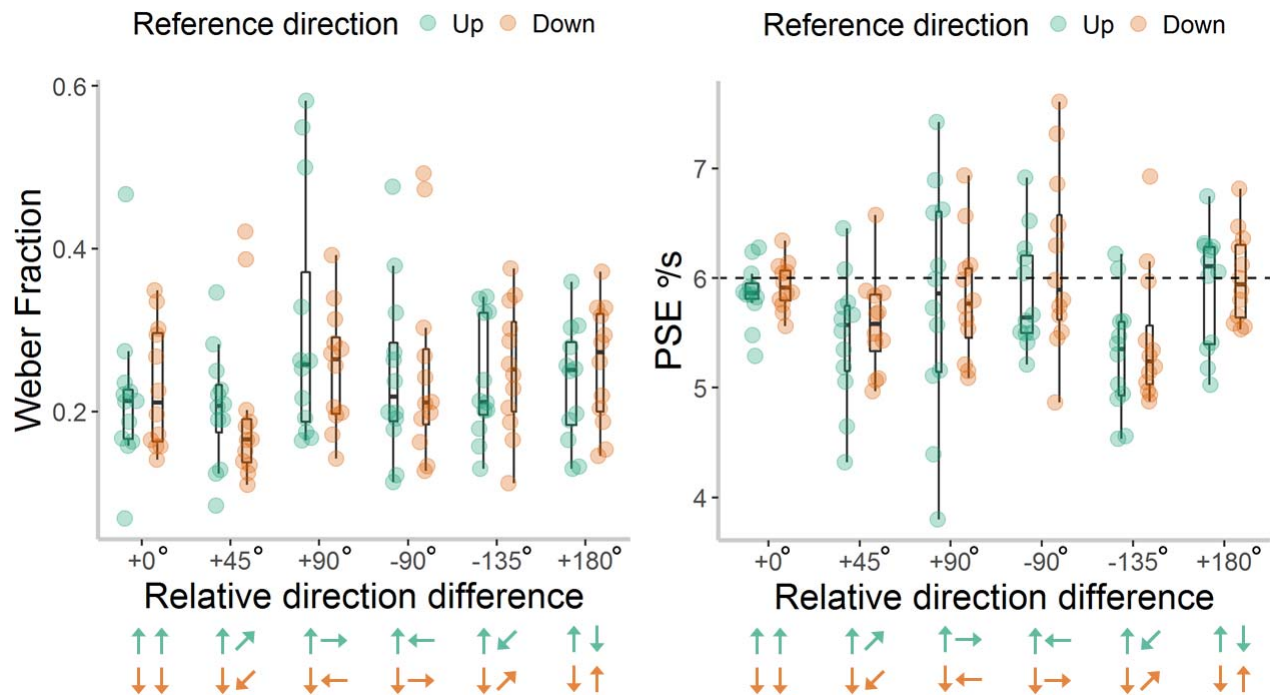 Reference direction Up Down
0.6
0.4
0.2
Weber Fraction
+0° +45° +90° -90° -135° +180°
Relative direction difference
Reference direction Up Down
7
6
5
4
PSE %s
+0° +45° +90° -90° -135° +180°
Relative direction difference